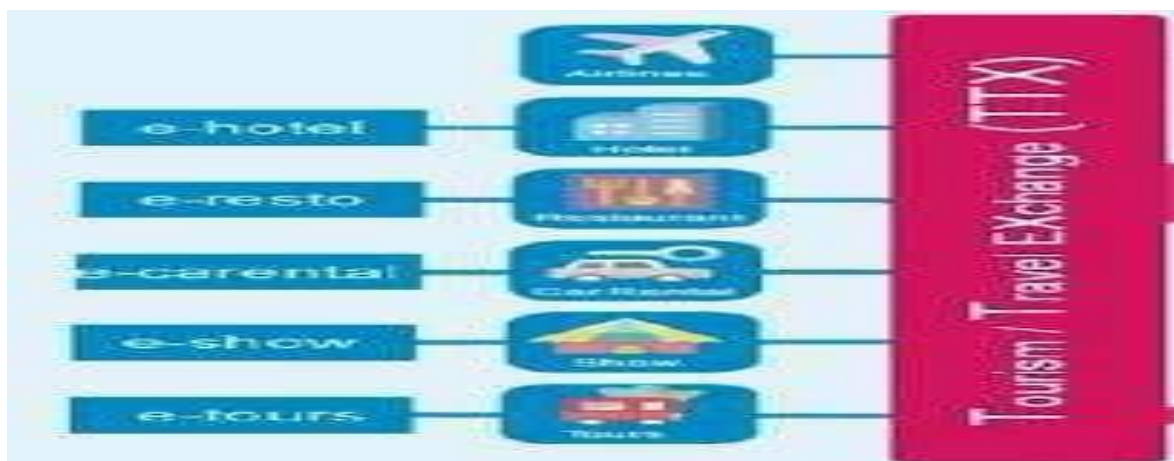 Airlines
e-hotel
Hotel
e-resto
Restaurant
e-carental
Car Rental
e-show
Show
e-tours
Tours
Tourism / Travel EXchange (TTX)